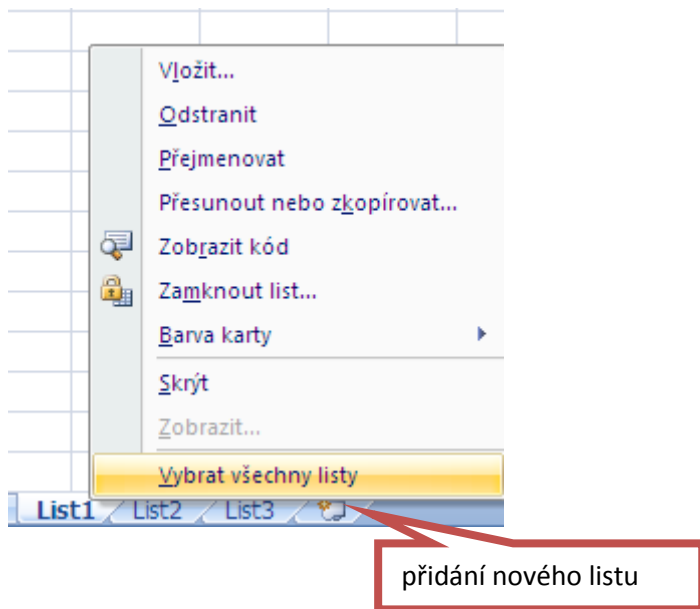 Vložit...
Odstranit
Přejmenovat
Přesunout nebo zkopírovat...
Zobrazit kód
Zamknout list...
Barva karty
Skrýt
Zobrazit...
Vybrat všechny listy
List1 List2 List3
přidání nového listu